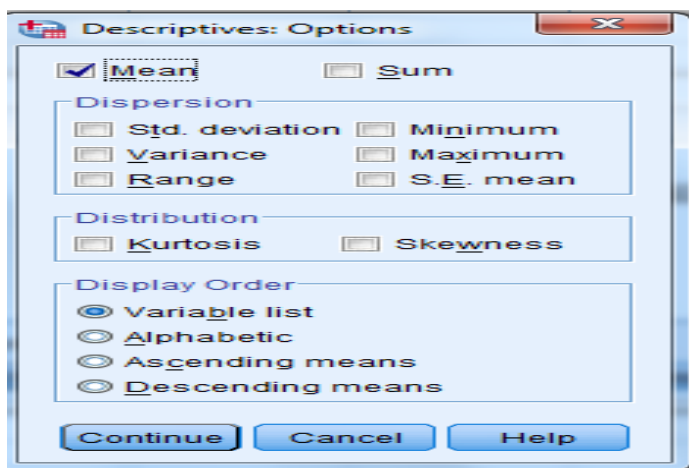 Descriptives: Options
Mean Sum
Dispersion
Std. deviation Minimum
Variance Maximum
Range S.E. mean
Distribution
Kurtosis Skewness
Display Order
Variable list
Alphabetic
Ascending means
Descending means
Continue Cancel Help